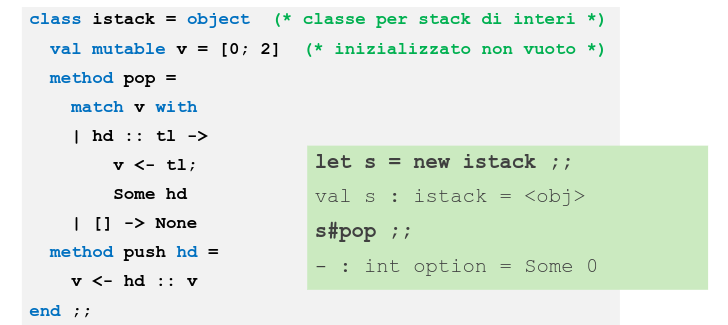 class istack = object  (* classe per stack di interi *)
  val mutable v = [0; 2]  (* inizializzato non vuoto *)
  method pop =
    match v with
    | hd :: tl ->
        v <- tl;
        Some hd
    | [] -> None
  method push hd =
    v <- hd :: v
end ;;
let s = new istack ;;
val s : istack = <obj>
s#pop ;;
- : int option = Some 0